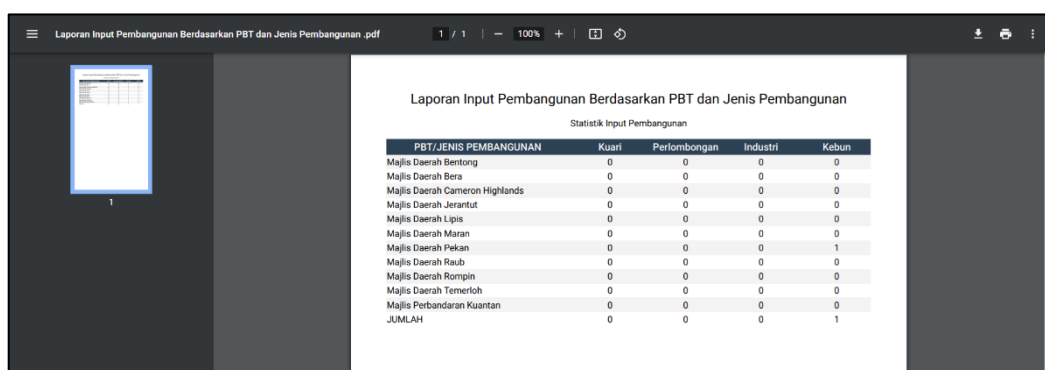 Laporan Input Pembangunan Berdasarkan PBT dan Jenis Pembangunan .pdf 1 / 1 | − 100% + |
Laporan Input Pembangunan Berdasarkan PBT dan Jenis Pembangunan
Statistik Input Pembangunan
PBT/JENIS PEMBANGUNAN Kuari Perlombongan Industri Kebun
Majlis Daerah Bentong 0 0 0 0
Majlis Daerah Bera 0 0 0 0
Majlis Daerah Cameron Highlands 0 0 0 0
Majlis Daerah Jerantut 0 0 0 0
Majlis Daerah Lipis 0 0 0 0
Majlis Daerah Maran 0 0 0 0
Majlis Daerah Pekan 0 0 0 1
Majlis Daerah Raub 0 0 0 0
Majlis Daerah Rompin 0 0 0 0
Majlis Daerah Temerloh 0 0 0 0
Majlis Perbandaran Kuantan 0 0 0 0
JUMLAH 0 0 0 1
1